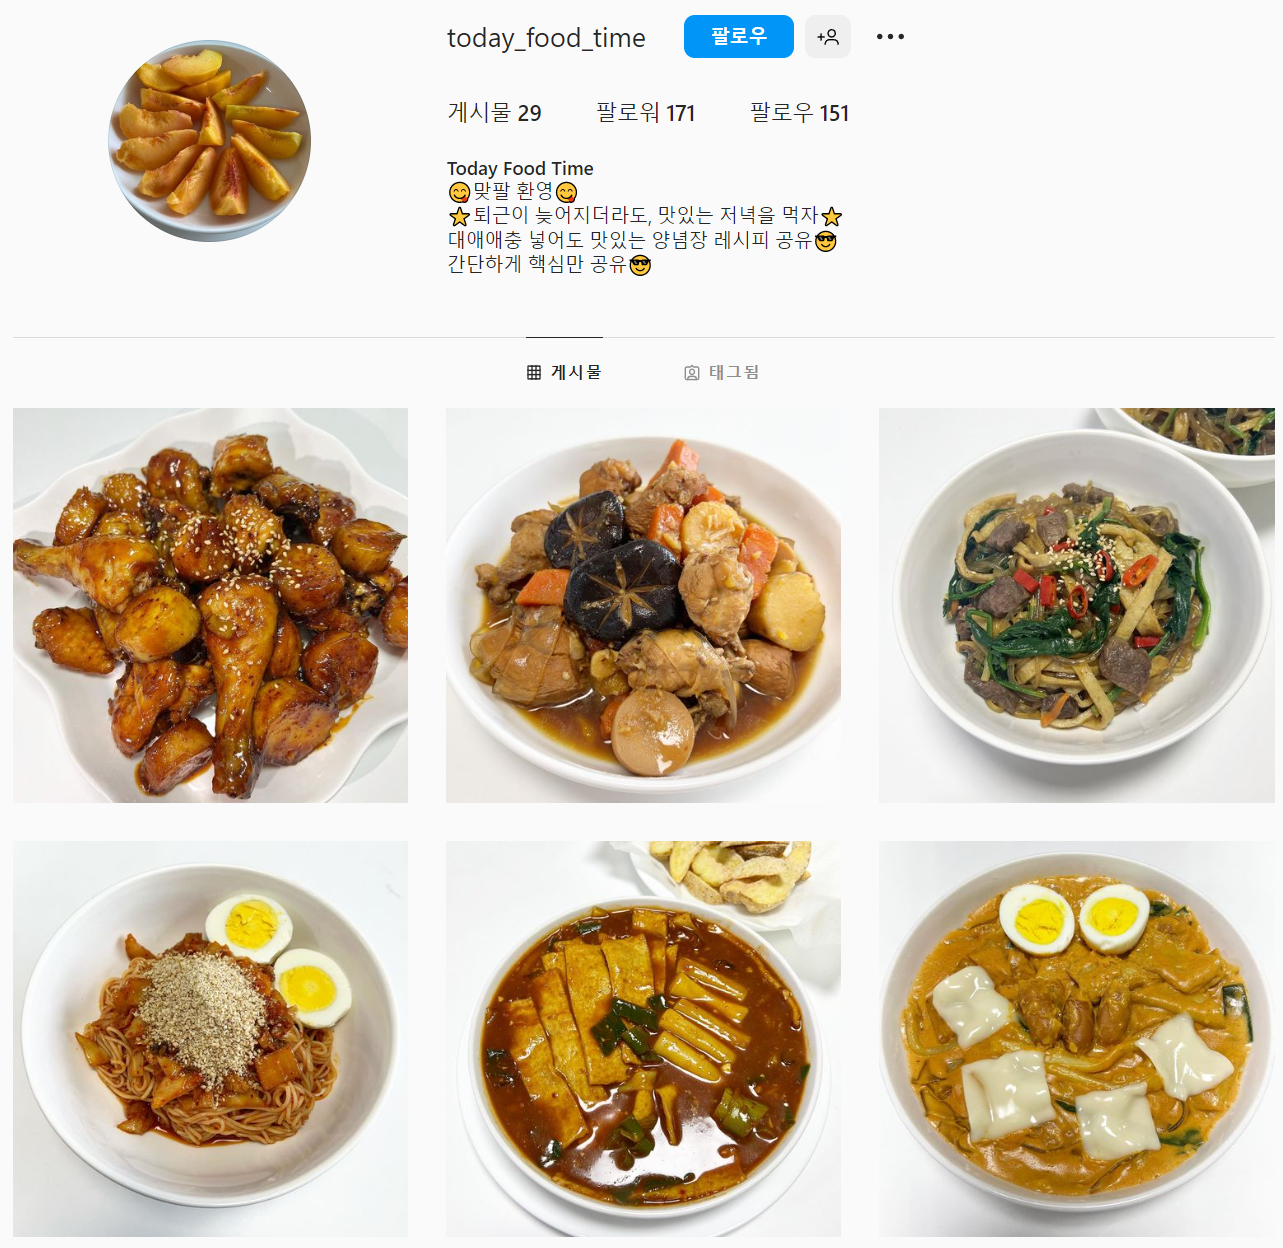 today_food_time 팔로우
게시물 29 팔로워 171 팔로우 151
Today Food Time
😋맞팔 환영😋
⭐퇴근이 늦어지더라도, 맛있는 저녁을 먹자⭐
대애애충 넣어도 맛있는 양념장 레시피 공유😎
간단하게 핵심만 공유😎
게시물 태그됨